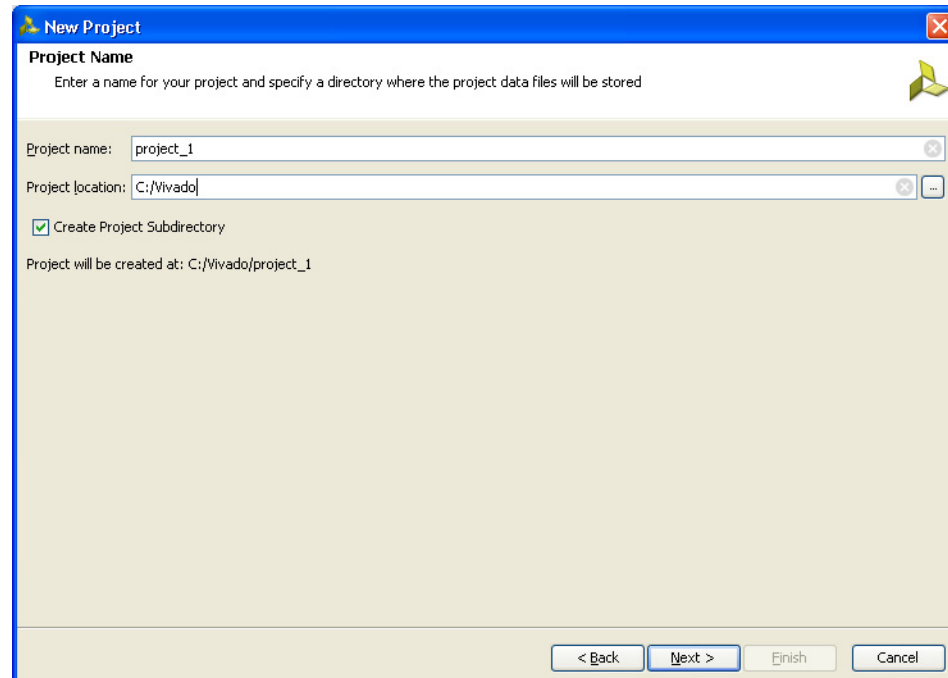 New Project
Project Name
Enter a name for your project and specify a directory where the project data files will be stored
Project name: project_1
Project location: C:/Vivado ...
Create Project Subdirectory
Project will be created at: C:/Vivado/project_1
< Back Next > Finish Cancel